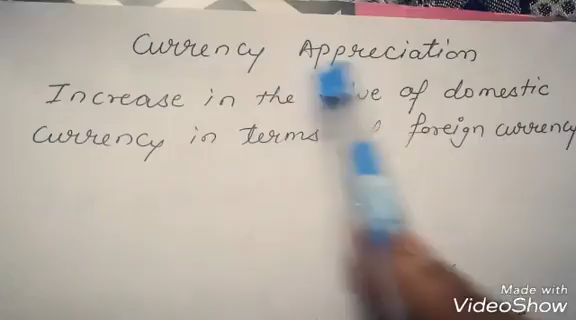 Currency Appreciation
Increase in the of domestic
currency in terms foreign currency
Made with
VideoShow